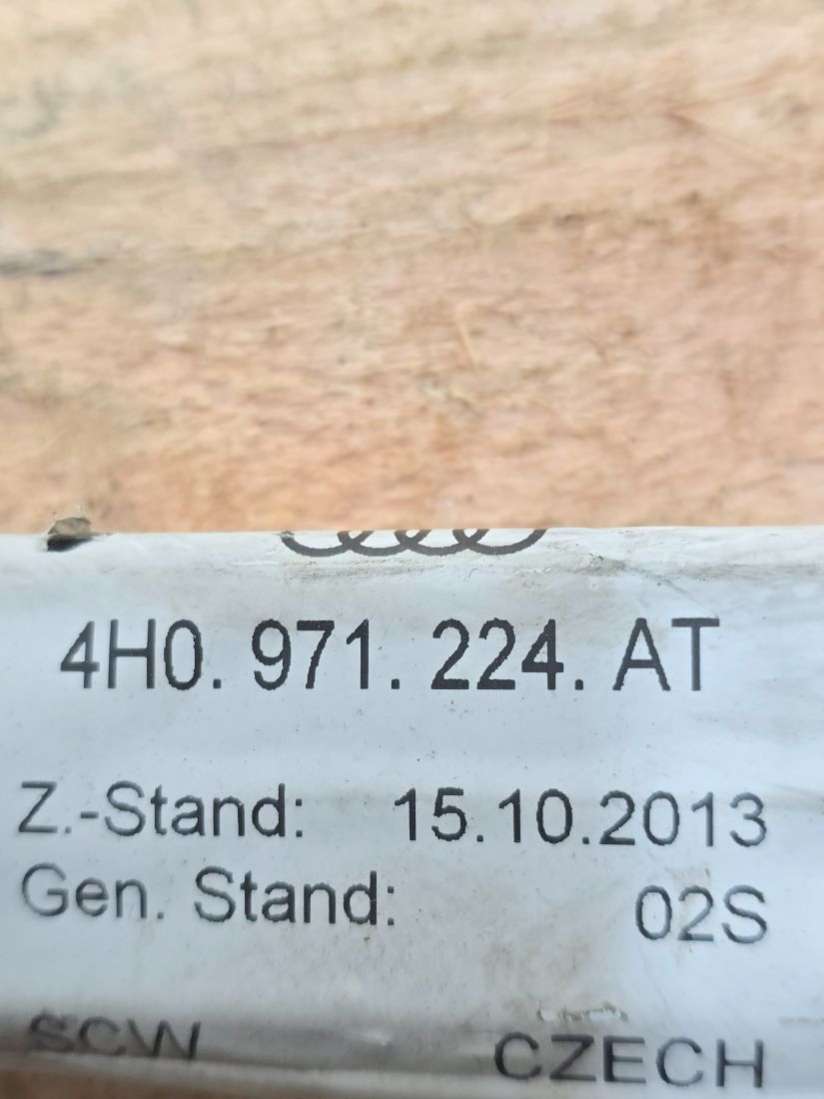 4H0. 971. 224. AT
Z.-Stand: 15.10.2013
Gen. Stand: 02S
SCW CZECH